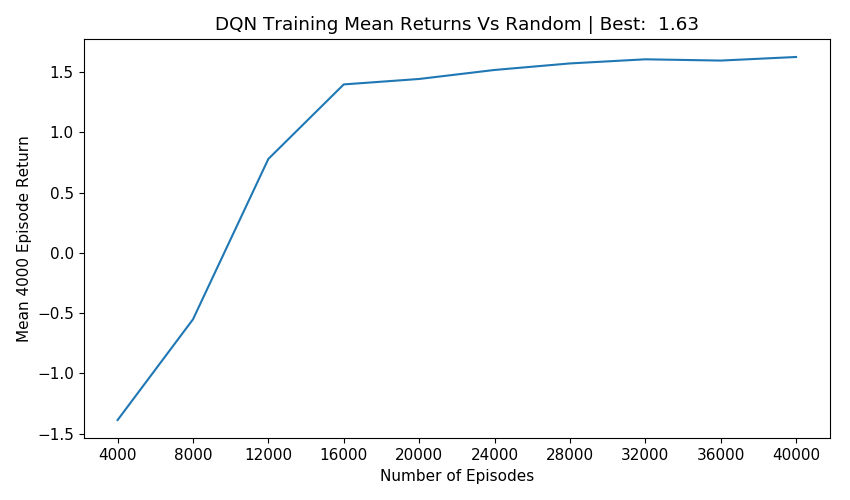 DQN Training Mean Returns Vs Random | Best:  1.63
Mean 4000 Episode Return
1.5
1.0
0.5
0.0
−0.5
−1.0
−1.5
4000 8000 12000 16000 20000 24000 28000 32000 36000 40000
Number of Episodes